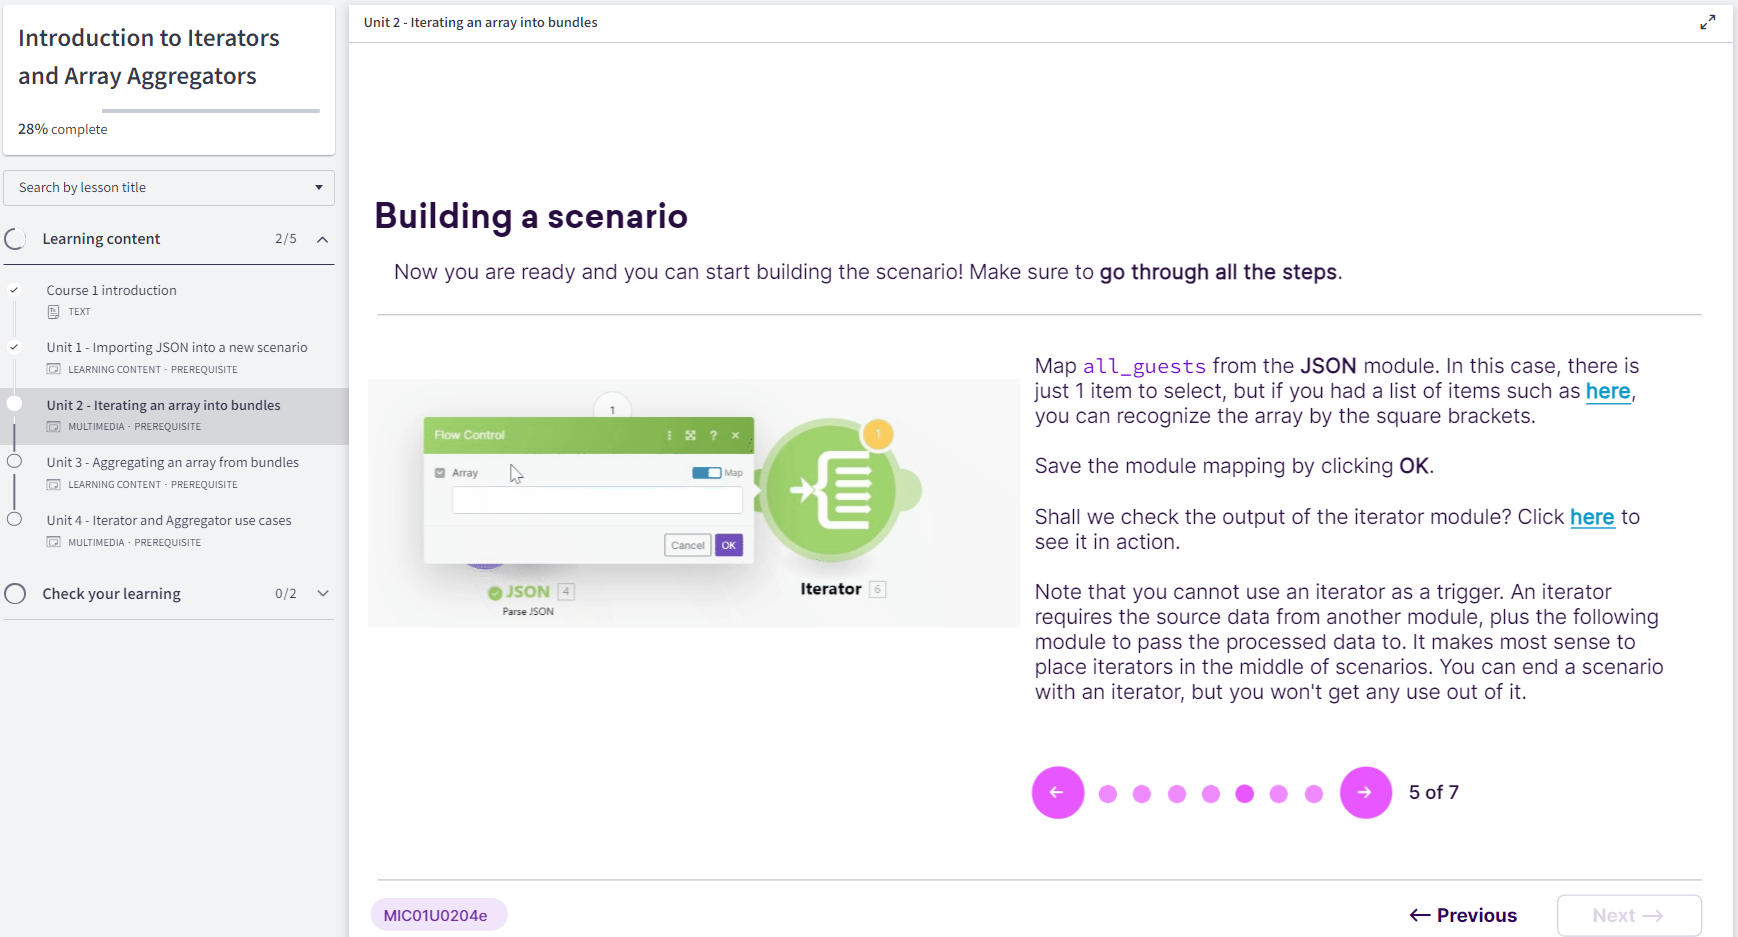 Introduction to Iterators
and Array Aggregators
28% complete
Search by lesson title
Learning content 2/5
Course 1 introduction
TEXT
Unit 1 - Importing JSON into a new scenario
LEARNING CONTENT · PREREQUISITE
Unit 2 - Iterating an array into bundles
MULTIMEDIA · PREREQUISITE
Unit 3 - Aggregating an array from bundles
LEARNING CONTENT · PREREQUISITE
Unit 4 - Iterator and Aggregator use cases
MULTIMEDIA · PREREQUISITE
Check your learning 0/2
Unit 2 - Iterating an array into bundles
Building a scenario
Now you are ready and you can start building the scenario! Make sure to go through all the steps.
1
Flow Control ?
Array Map
Cancel OK
1
JSON 4
Parse JSON
Iterator 6
Map all_guests from the JSON module. In this case, there is
just 1 item to select, but if you had a list of items such as here,
you can recognize the array by the square brackets.
Save the module mapping by clicking OK.
Shall we check the output of the iterator module? Click here to
see it in action.
Note that you cannot use an iterator as a trigger. An iterator
requires the source data from another module, plus the following
module to pass the processed data to. It makes most sense to
place iterators in the middle of scenarios. You can end a scenario
with an iterator, but you won't get any use out of it.
← → 5 of 7
MIC01U0204e
← Previous Next →